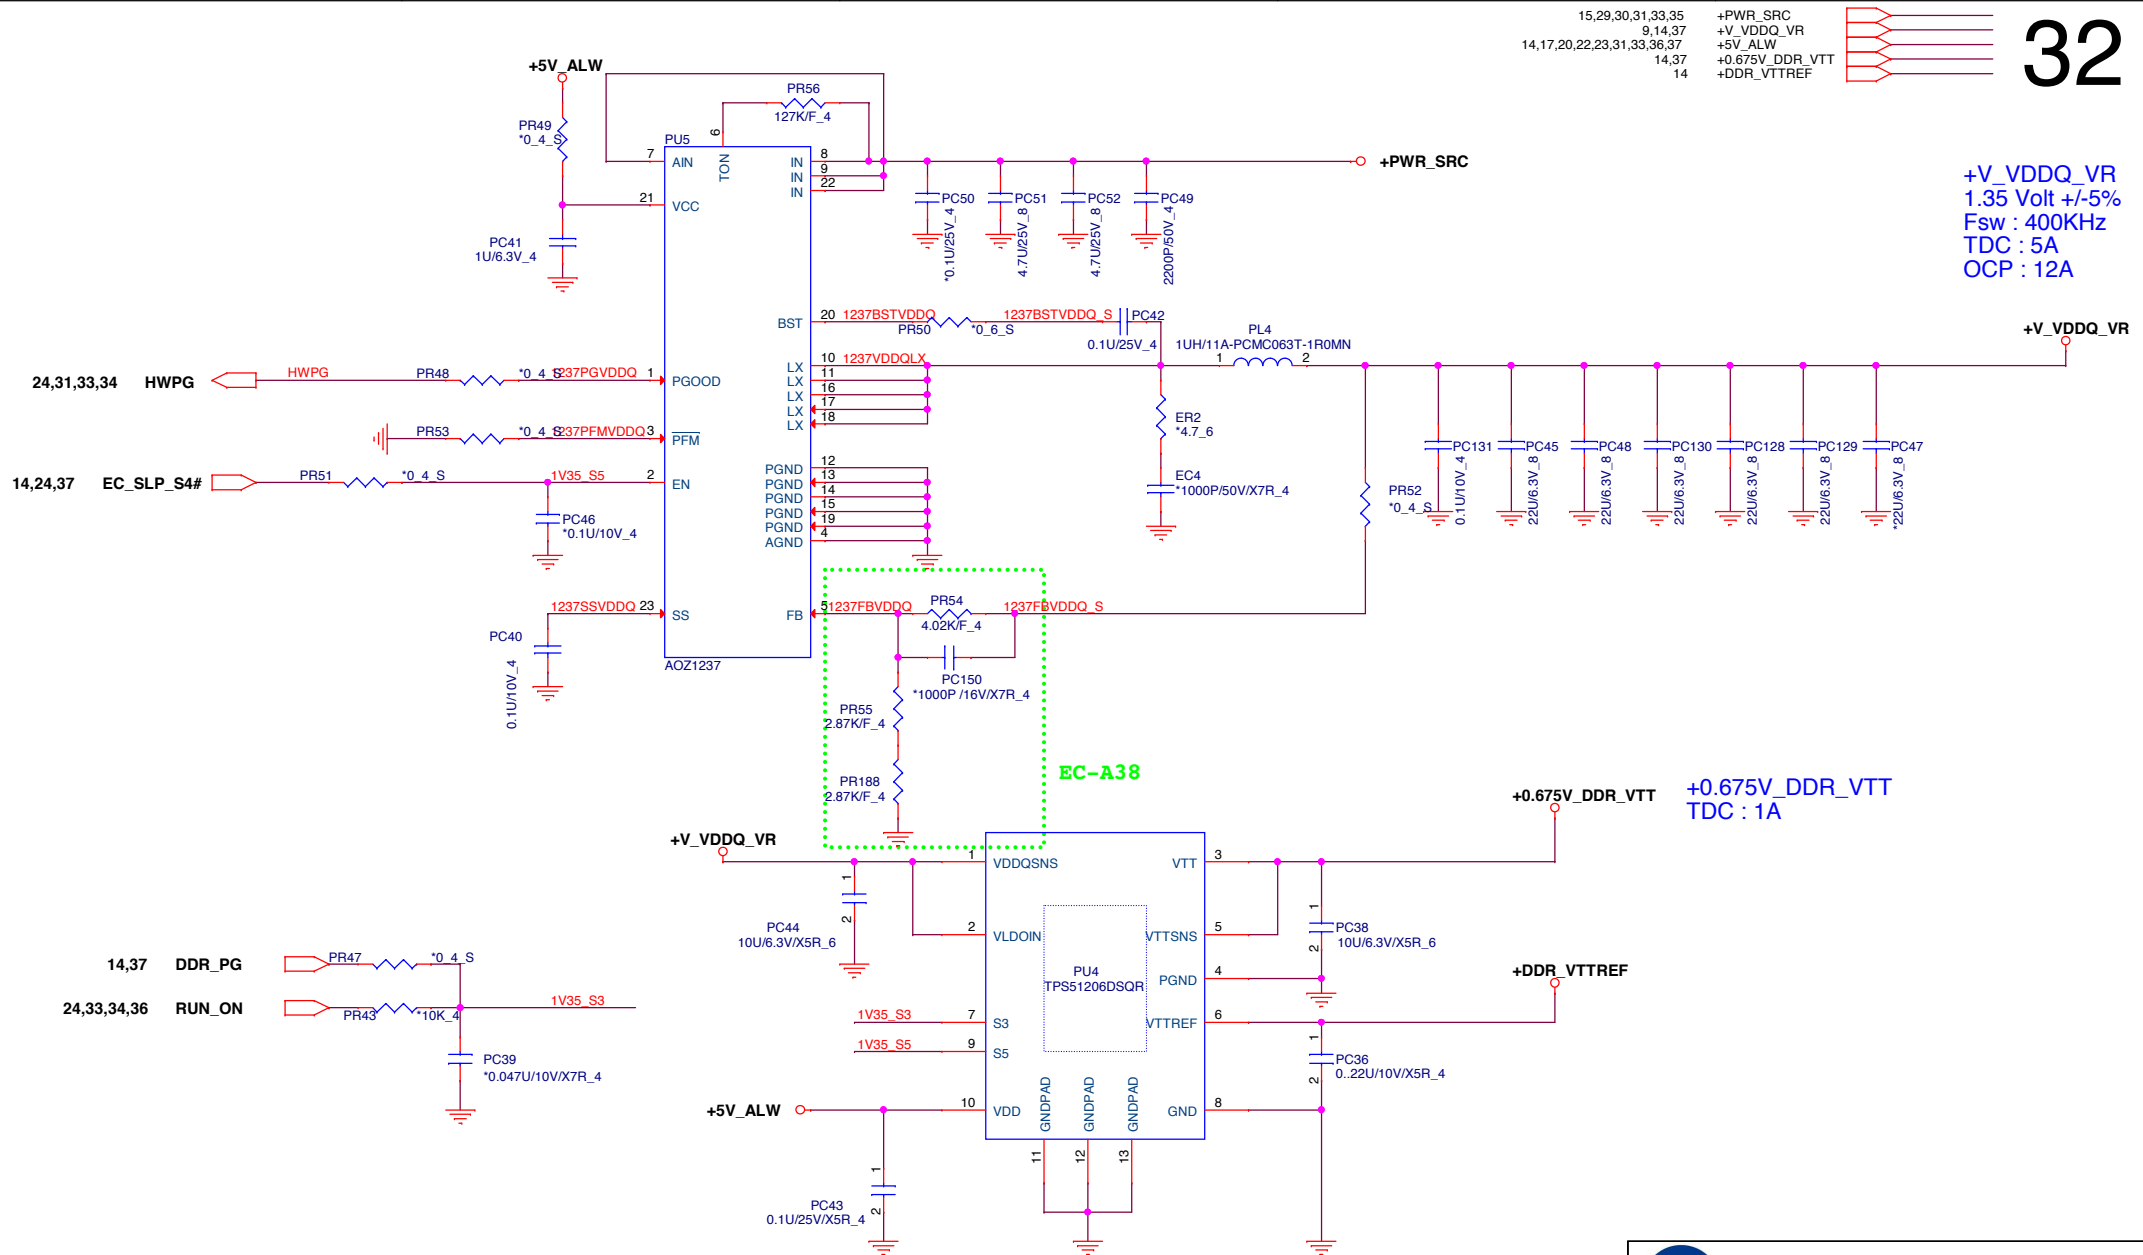 15,29,30,31,33,35 +PWR_SRC
9,14,37 +V_VDDQ_VR
14,17,20,22,23,31,33,36,37 +5V_ALW
14,37 +0.675V_DDR_VTT
14 +DDR_VTTREF
32
+5V_ALW
PR49
*0_4_S
PR56
127K/F_4
PU5
6
7 AIN
TON
IN 8
IN 9
IN 22
+PWR_SRC
21 VCC
PC41
1U/6.3V_4
PC50
*0.1U/25V_4
PC51
4.7U/25V_8
PC52
4.7U/25V_8
PC49
2200P/50V_4
+V_VDDQ_VR
1.35 Volt +/-5%
Fsw : 400KHz
TDC : 5A
OCP : 12A
BST 20 1237BSTVDDQ
PR50
*0_6_S
1237BSTVDDQ_S
PC42
0.1U/25V_4
PL4
1UH/11A-PCMC063T-1R0MN
1 2
+V_VDDQ_VR
LX 10 1237VDDQLX
LX 11
LX 16
LX 17
LX 18
24,31,33,34 HWPG
HWPG
PR48
*0_4_S
1237PGVDDQ 1 PGOOD
PR53
*0_4_S
1237PFMVDDQ 3 PFM
14,24,37 EC_SLP_S4#
PR51
*0_4_S
1V35_S5 2 EN
PC46
*0.1U/10V_4
PGND 12
PGND 13
PGND 14
PGND 15
PGND 19
AGND 4
ER2
*4.7_6
EC4
*1000P/50V/X7R_4
PR52
*0_4_S
PC131
0.1U/10V_4
PC45
22U/6.3V_8
PC48
22U/6.3V_8
PC130
22U/6.3V_8
PC128
22U/6.3V_8
PC129
22U/6.3V_8
PC47
*22U/6.3V_8
1237SSVDDQ 23 SS
PC40
0.1U/10V_4
AOZ1237
FB 5 1237FBVDDQ
PR54
4.02K/F_4
1237FBVDDQ_S
PC150
*1000P /16V/X7R_4
PR55
2.87K/F_4
PR188
2.87K/F_4
EC-A38
+V_VDDQ_VR
+0.675V_DDR_VTT
+0.675V_DDR_VTT
TDC : 1A
1 VDDQSNS
VTT 3
1
2
PC44
10U/6.3V/X5R_6
2 VLDOIN
VTTSNS 5
1
2
PC38
10U/6.3V/X5R_6
PU4
TPS51206DSQR
PGND 4
+DDR_VTTREF
14,37 DDR_PG
PR47
*0_4_S
24,33,34,36 RUN_ON
PR43
*10K_4
1V35_S3
PC39
*0.047U/10V/X7R_4
1V35_S3 7 S3
1V35_S5 9 S5
VTTREF 6
1
2
PC36
0..22U/10V/X5R_4
+5V_ALW
10 VDD
GND 8
GNDPAD
GNDPAD
GNDPAD
11
12
13
1
2
PC43
0.1U/25V/X5R_4